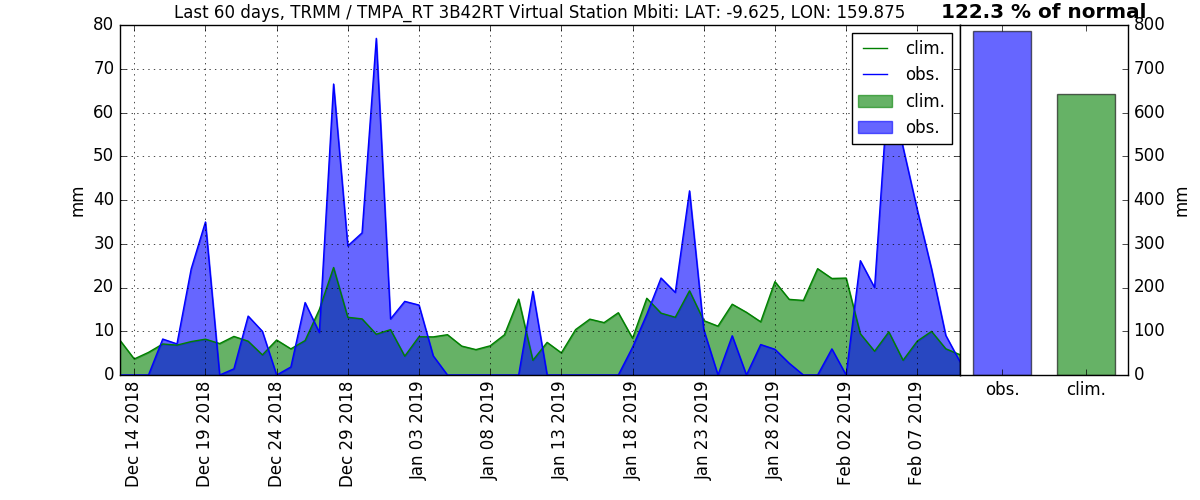 Last 60 days, TRMM / TMPA_RT 3B42RT Virtual Station Mbiti: LAT: -9.625, LON: 159.875
122.3 % of normal
80
70
60
50
40
30
20
10
0
mm
clim.
obs.
clim.
obs.
800
700
600
500
400
300
200
100
0
mm
Dec 14 2018
Dec 19 2018
Dec 24 2018
Dec 29 2018
Jan 03 2019
Jan 08 2019
Jan 13 2019
Jan 18 2019
Jan 23 2019
Jan 28 2019
Feb 02 2019
Feb 07 2019
obs.
clim.